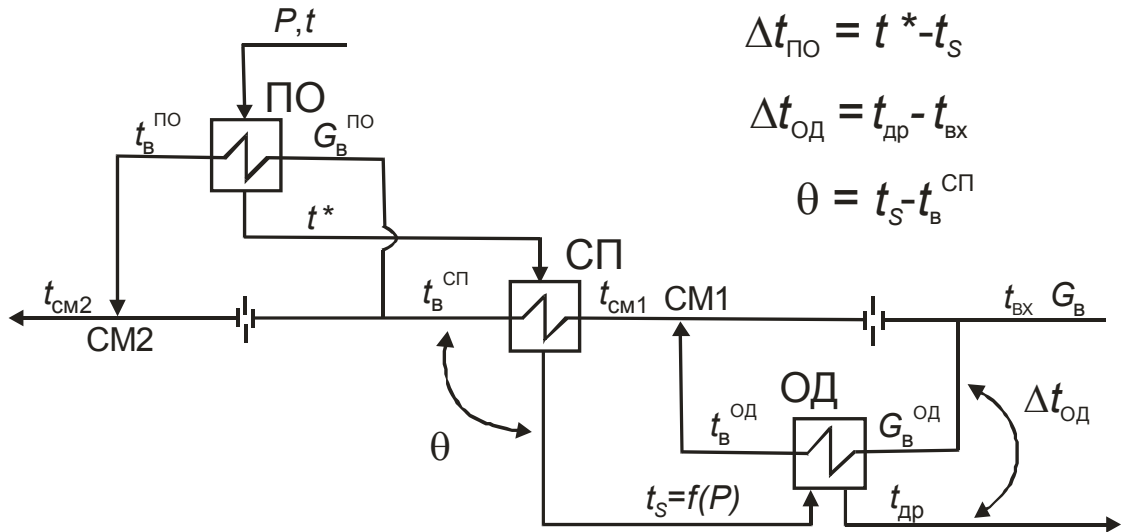 P,t
Δt_ПО = t*-t_S
ПО
t_в^ПО
G_в^ПО
Δt_ОД = t_др- t_вх
t*
θ = t_S-t_в^СП
СП
t_см2
t_в^СП
t_см1
СМ1
t_вх
G_в
СМ2
ОД
θ
t_в^ОД
G_в^ОД
Δt_ОД
t_S=f(P)
t_др